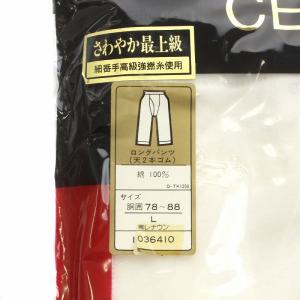 CE
さわやか最上級
細番手高級強撚糸使用
ロングパンツ
(天2本ゴム)
綿 100%
サイズ
胴囲 78～88
L
㈱レナウン
1036410